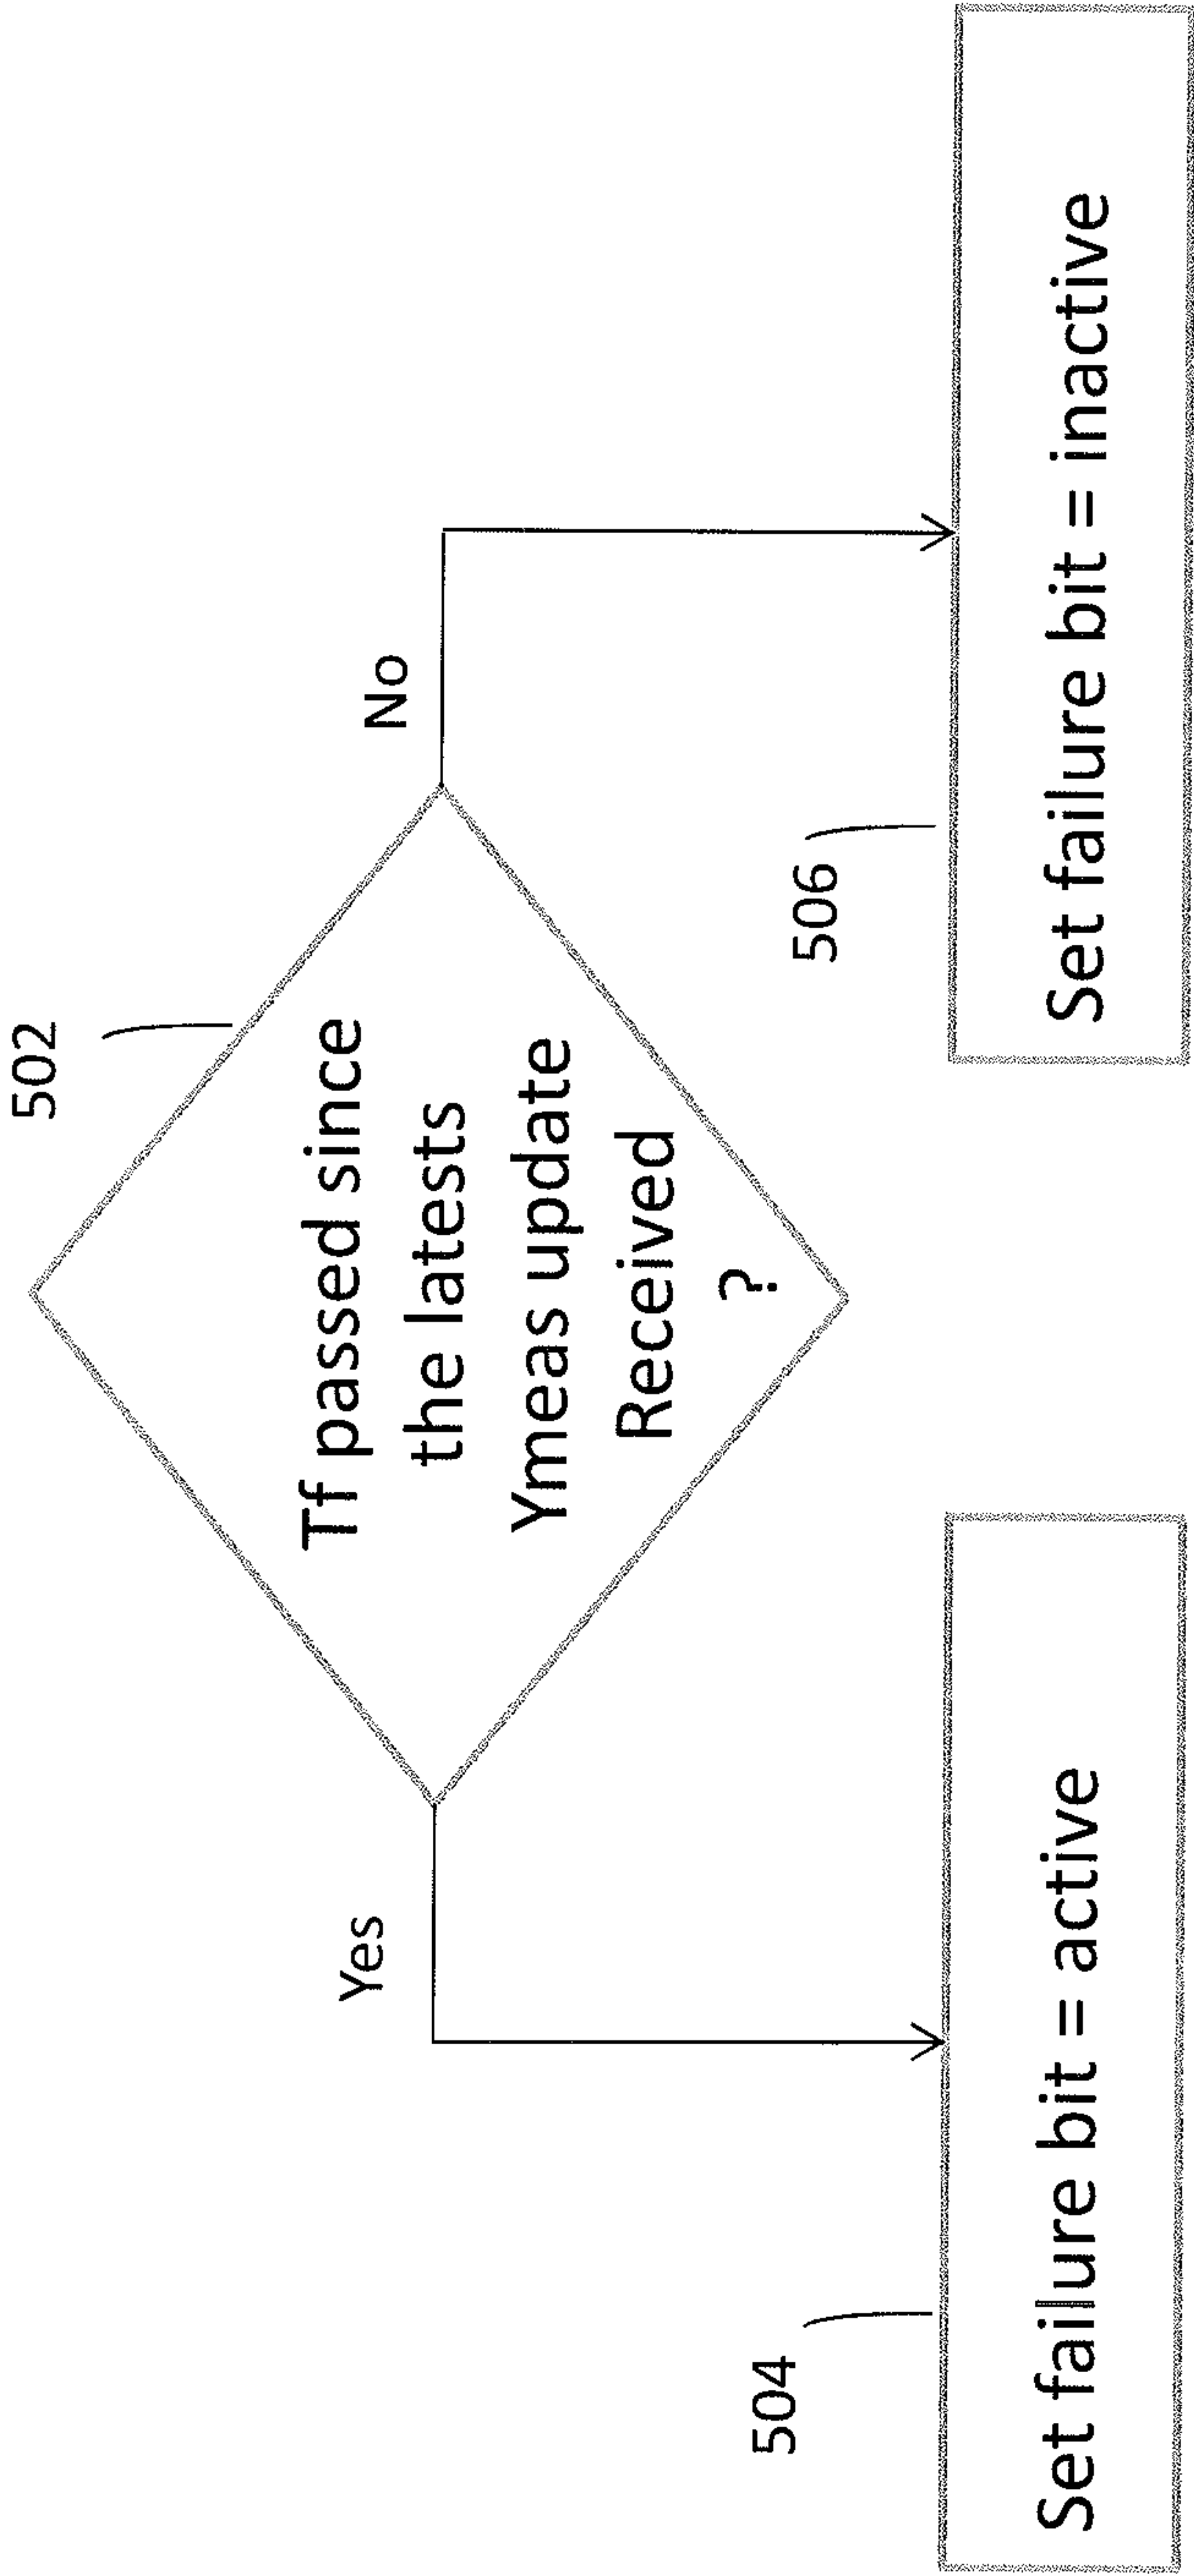 502
Tf passed since
the latests
Ymeas update
Received
?
Yes
No
504
Set failure bit = active
506
Set failure bit = inactive